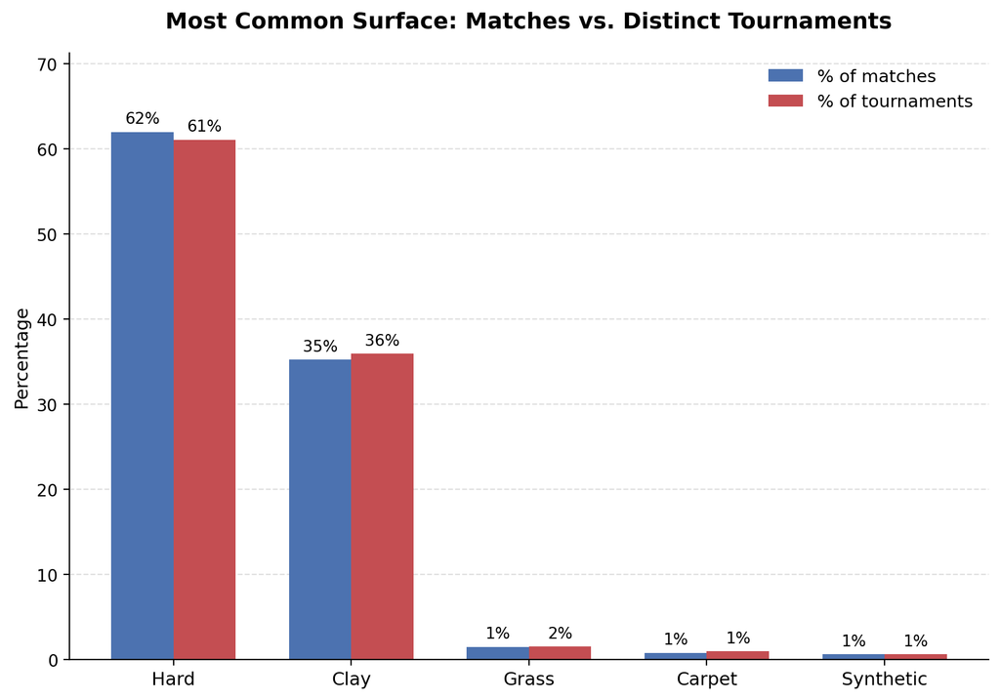 Most Common Surface: Matches vs. Distinct Tournaments
% of matches
% of tournaments
Percentage
70
60
50
40
30
20
10
0
62% 61%
35% 36%
1% 2%
1% 1%
1% 1%
Hard Clay Grass Carpet Synthetic